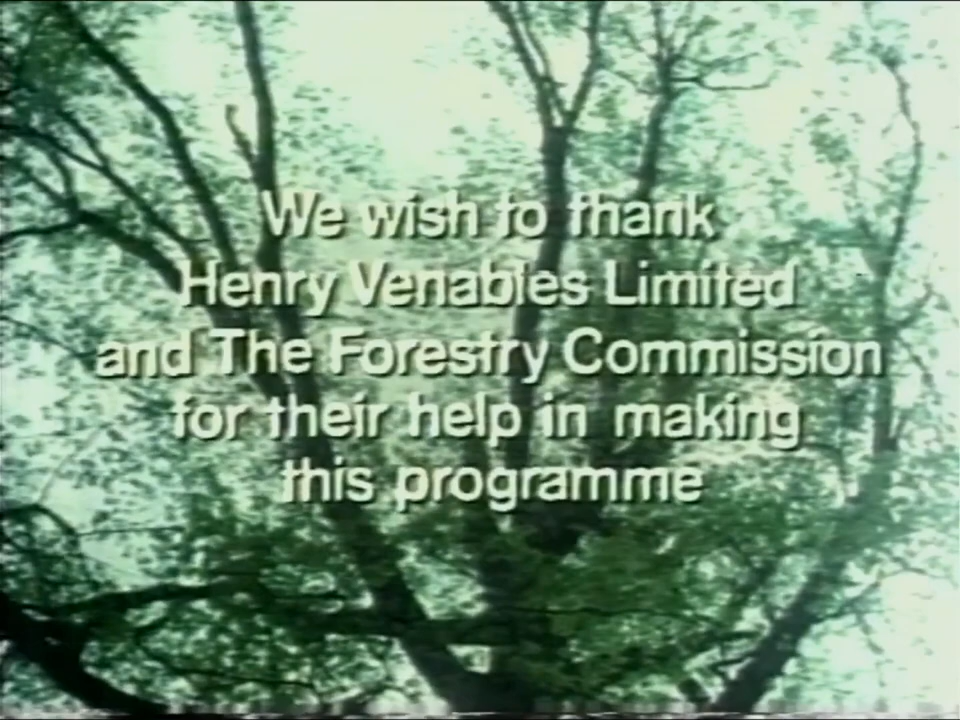 We wish to thank
Henry Venables Limited
and The Forestry Commission
for their help in making
this programme